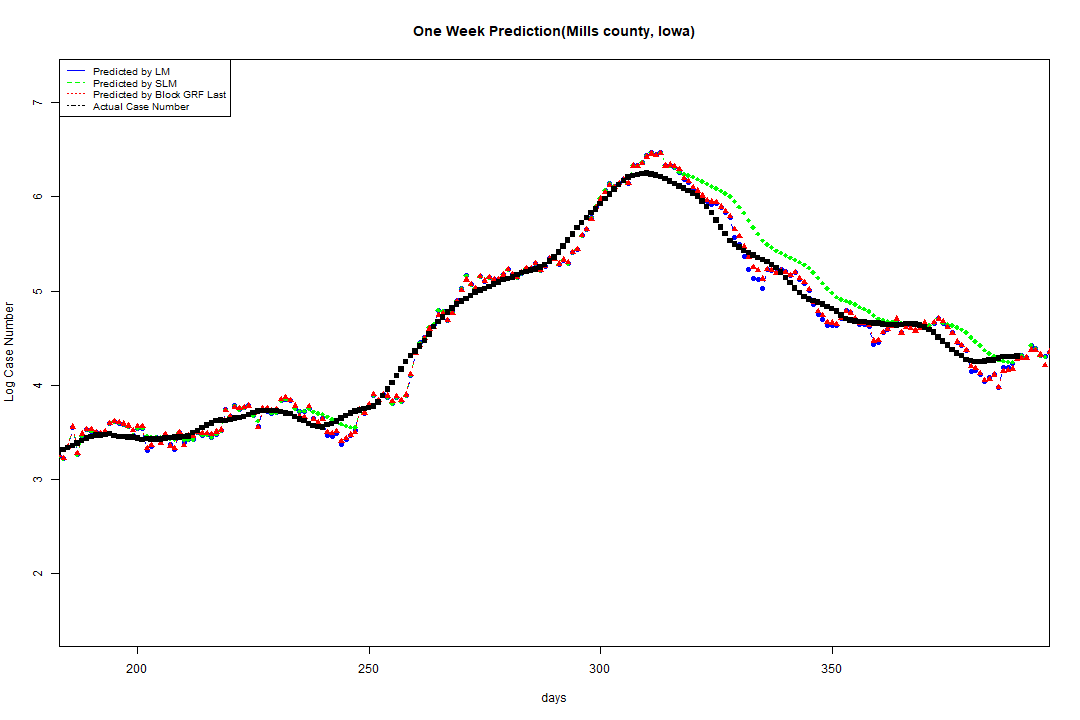 One Week Prediction(Mills county, Iowa)
Predicted by LM
Predicted by SLM
Predicted by Block GRF Last
Actual Case Number
7
6
5
4
3
2
Log Case Number
200
250
300
350
days